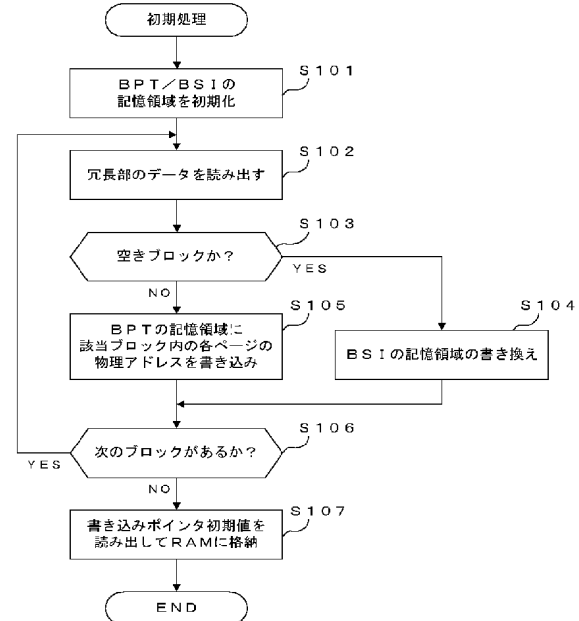 初期処理
S101
BPT/BSIの
記憶領域を初期化
S102
冗長部のデータを読み出す
S103
空きブロックか?
YES
NO
S105
BPTの記憶領域に
該当ブロック内の各ページの
物理アドレスを書き込み
S104
BSIの記憶領域の書き換え
S106
次のブロックがあるか?
YES
NO
S107
書き込みポインタ初期値を
読み出してRAMに格納
END